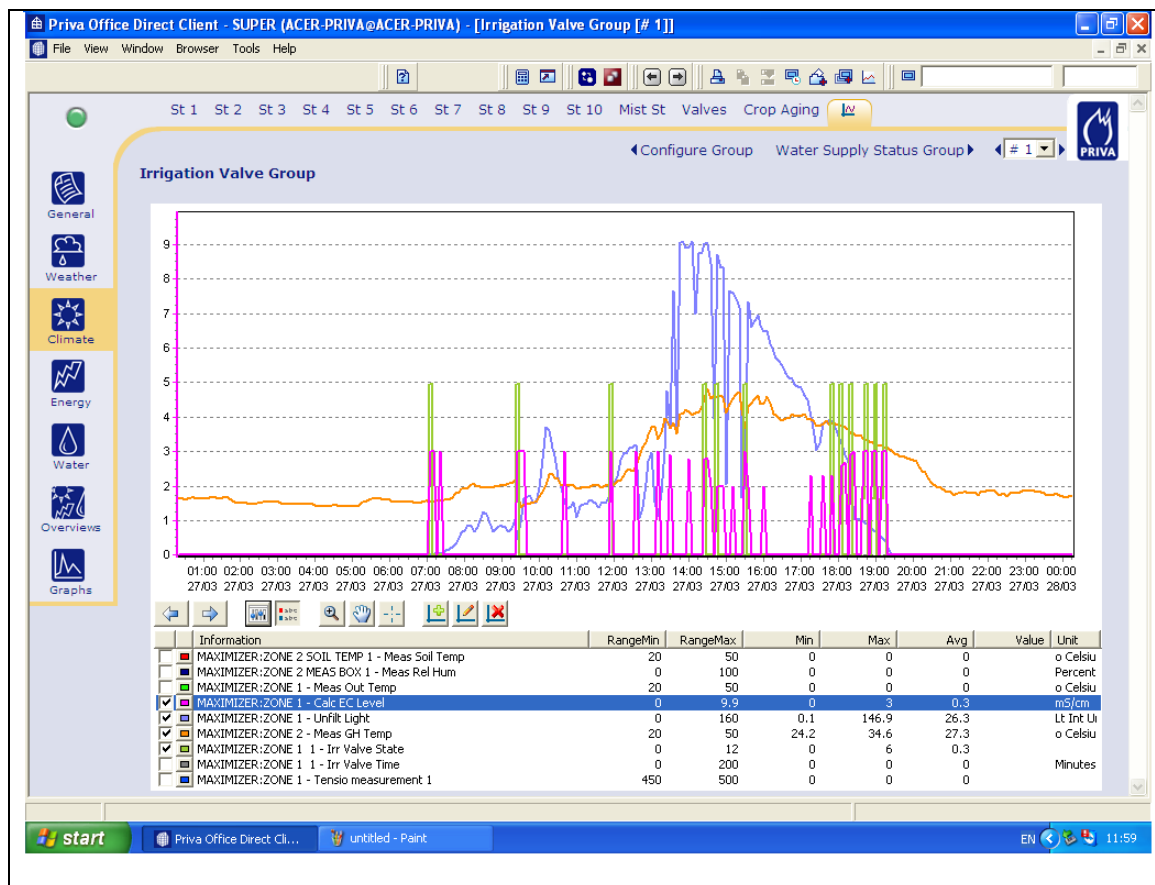 Priva Office Direct Client - SUPER (ACER-PRIVA@ACER-PRIVA) - [Irrigation Valve Group [# 1]]
File View Window Browser Tools Help
St 1 St 2 St 3 St 4 St 5 St 6 St 7 St 8 St 9 St 10 Mist St Valves Crop Aging
Configure Group Water Supply Status Group # 1
PRIVA
Irrigation Valve Group
General
Weather
Climate
Energy
Water
Overviews
Graphs
9
8
7
6
5
4
3
2
1
0
01:00 02:00 03:00 04:00 05:00 06:00 07:00 08:00 09:00 10:00 11:00 12:00 13:00 14:00 15:00 16:00 17:00 18:00 19:00 20:00 21:00 22:00 23:00 00:00
27/03 27/03 27/03 27/03 27/03 27/03 27/03 27/03 27/03 27/03 27/03 27/03 27/03 27/03 27/03 27/03 27/03 27/03 27/03 27/03 27/03 27/03 27/03 28/03
Information RangeMin RangeMax Min Max Avg Value Unit
MAXIMIZER:ZONE 2 SOIL TEMP 1 - Meas Soil Temp 20 50 0 0 0 o Celsiu
MAXIMIZER:ZONE 2 MEAS BOX 1 - Meas Rel Hum 0 100 0 0 0 Percent
MAXIMIZER:ZONE 1 - Meas Out Temp 20 50 0 0 0 o Celsiu
MAXIMIZER:ZONE 1 - Calc EC Level 0 9.9 0 3 0.3 mS/cm
MAXIMIZER:ZONE 1 - Unfilt Light 0 160 0.1 146.9 26.3 Lt Int Ui
MAXIMIZER:ZONE 2 - Meas GH Temp 20 50 24.2 34.6 27.3 o Celsiu
MAXIMIZER:ZONE 1 1 - Irr Valve State 0 12 0 6 0.3
MAXIMIZER:ZONE 1 1 - Irr Valve Time 0 200 0 0 0 Minutes
MAXIMIZER:ZONE 1 - Tensio measurement 1 450 500 0 0 0
start Priva Office Direct Cli... untitled - Paint EN 11:59